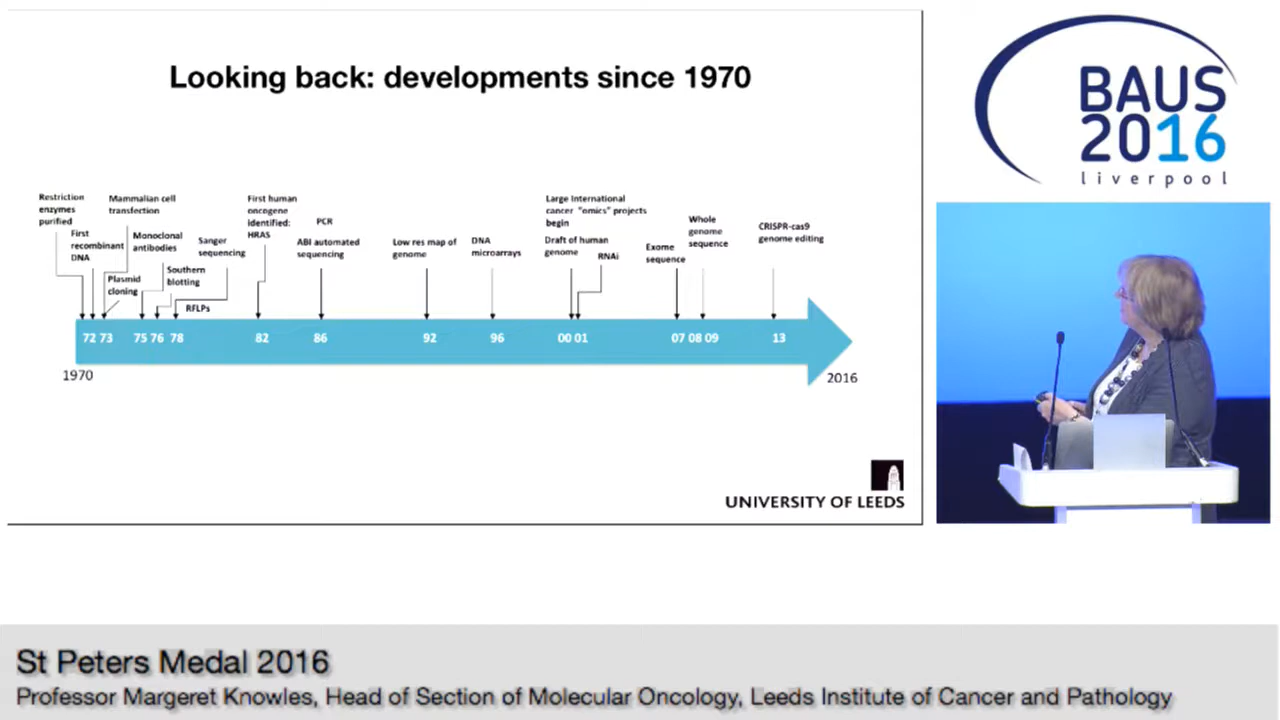 Looking back: developments since 1970
Restriction
enzymes
purified
First
recombinant
DNA
Mammalian cell
transfection
Plasmid
cloning
Monoclonal
antibodies
Southern
blotting
Sanger
sequencing
RFLPs
First human
oncogene
identified:
HRAS
PCR
ABI automated
sequencing
Low res map of
genome
DNA
microarrays
Large International
cancer "omics" projects
begin
Draft of human
genome
RNAi
Exome
sequence
Whole
genome
sequence
CRISPR-cas9
genome editing
72 73 75 76 78 82 86 92 96 00 01 07 08 09 13
1970
2016
UNIVERSITY OF LEEDS
BAUS
2016
liverpool
St Peters Medal 2016
Professor Margeret Knowles, Head of Section of Molecular Oncology, Leeds Institute of Cancer and Pathology